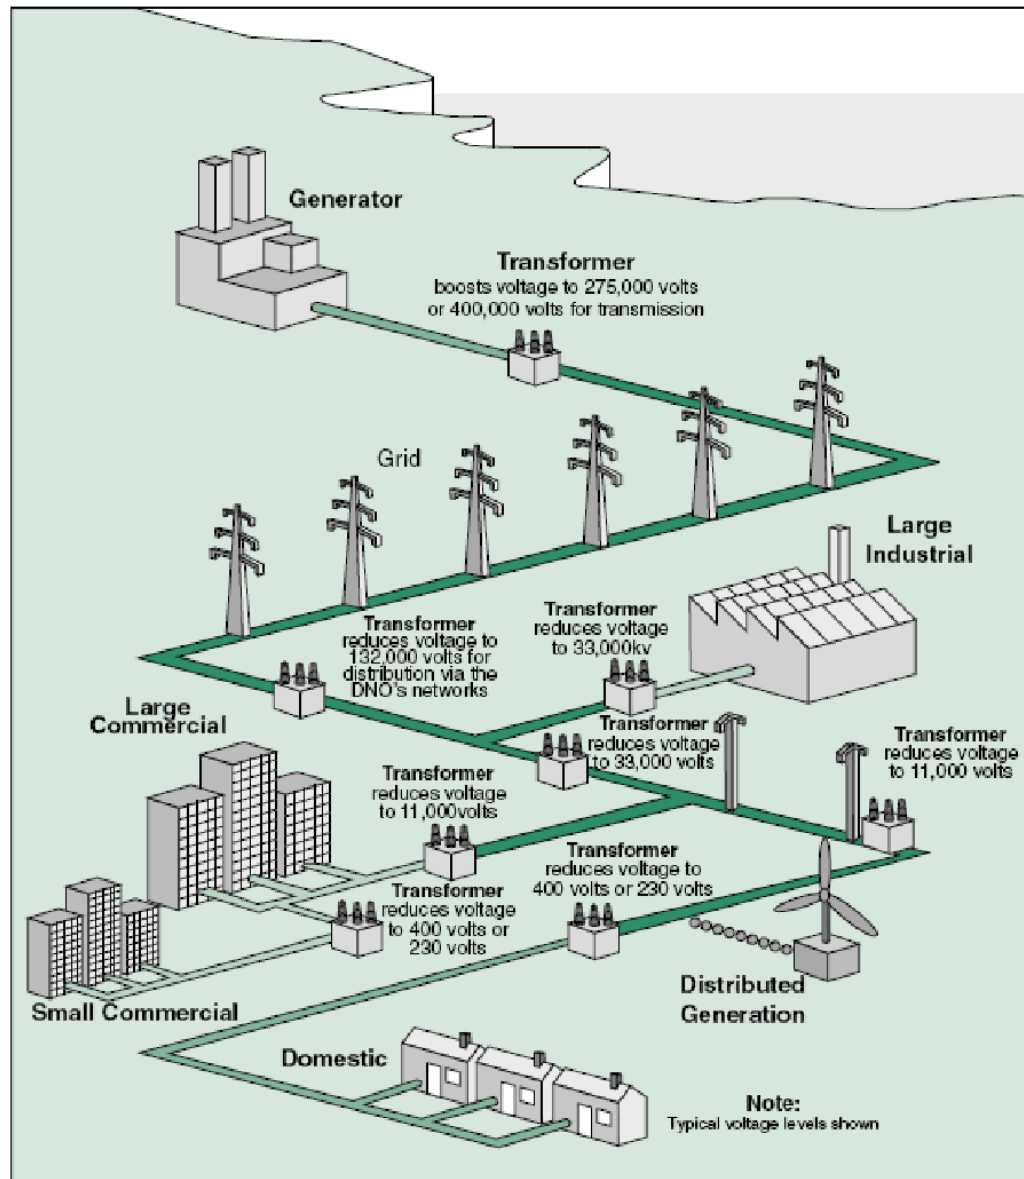 Generator
Transformer
boosts voltage to 275,000 volts
or 400,000 volts for transmission
Grid
Large
Industrial
Transformer
reduces voltage to
132,000 volts for
distribution via the
DNO's networks
Transformer
reduces voltage
to 33,000kv
Large
Commercial
Transformer
reduces voltage
to 33,000 volts
Transformer
reduces voltage
to 11,000 volts
Transformer
reduces voltage
to 11,000volts
Transformer
reduces voltage to
400 volts or 230 volts
Transformer
reduces voltage
to 400 volts or
230 volts
Small Commercial
Distributed
Generation
Domestic
Note:
Typical voltage levels shown